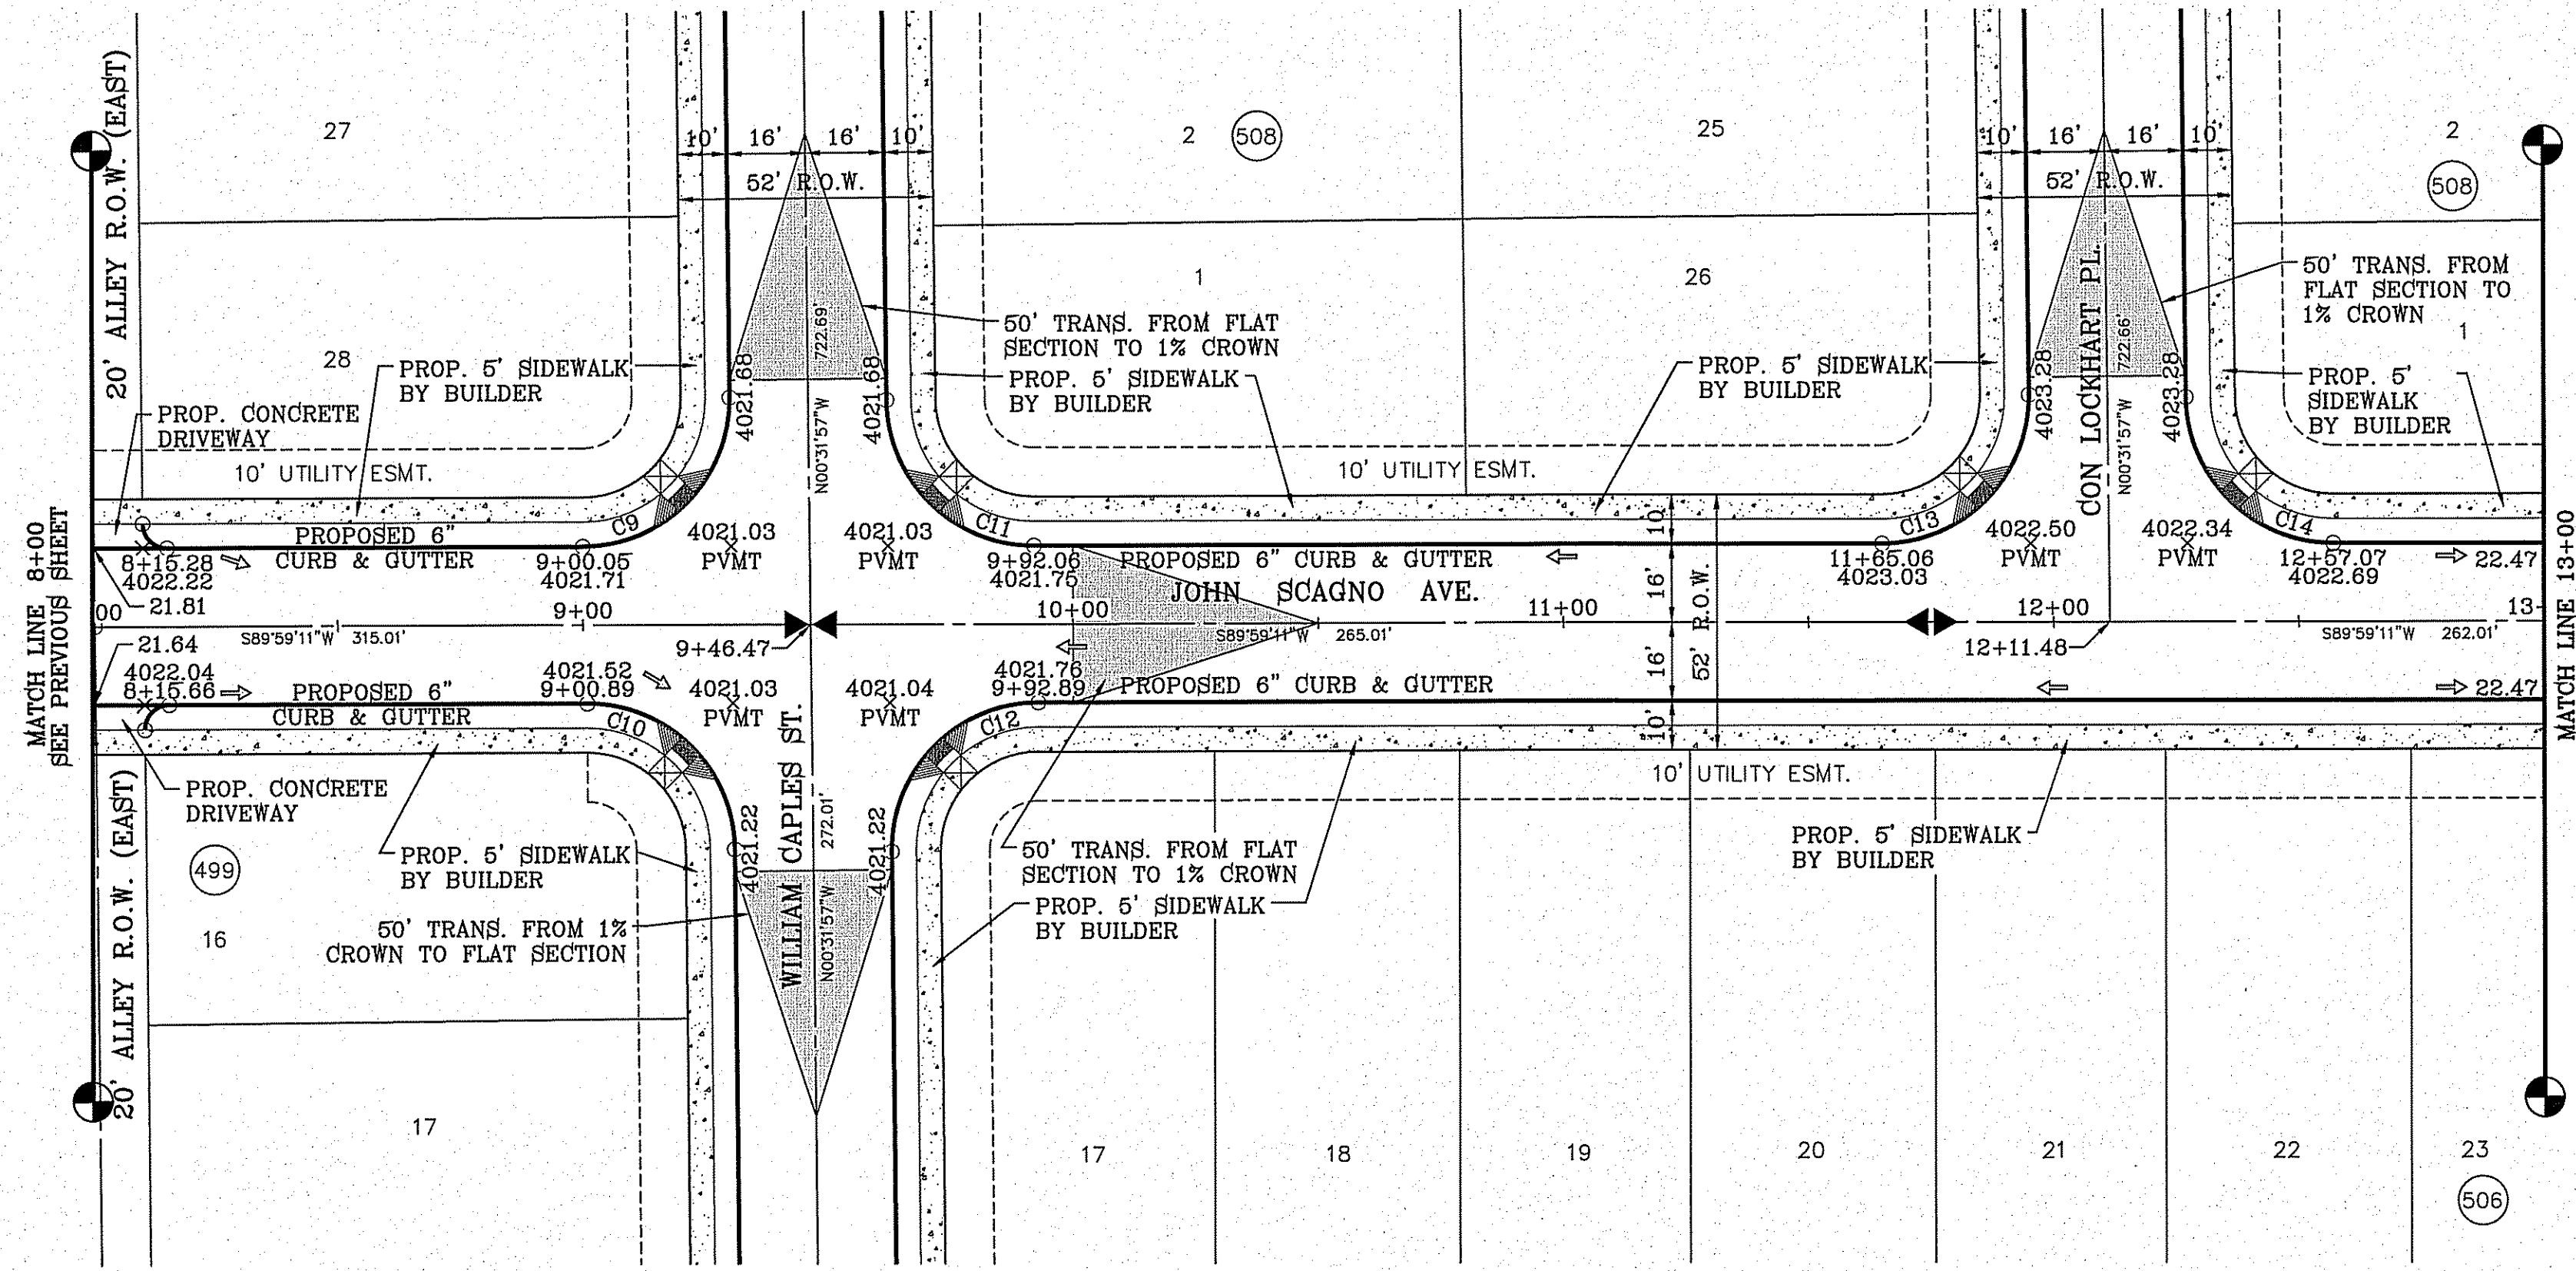 20' ALLEY R.O.W. (EAST)
27
10'
16'
16'
10'
52' R.O.W.
2
508
25
10'
16'
16'
10'
52' R.O.W.
2
508
28
PROP. 5' SIDEWALK
BY BUILDER
PROP. CONCRETE
DRIVEWAY
10' UTILITY ESMT.
722.69'
N00°31'57"W
4021.68
4021.68
1
50' TRANS. FROM FLAT
SECTION TO 1% CROWN
PROP. 5' SIDEWALK
BY BUILDER
26
PROP. 5' SIDEWALK
BY BUILDER
10' UTILITY ESMT.
CON LOCKHART PL.
722.66'
N00°31'57"W
4023.28
4023.28
50' TRANS. FROM
FLAT SECTION TO
1% CROWN
1
PROP. 5'
SIDEWALK
BY BUILDER
MATCH LINE 8+00
SEE PREVIOUS SHEET
C9
C11
C13
C14
8+15.28
4022.22
21.81
PROPOSED 6"
CURB & GUTTER
9+00.05
4021.71
4021.03
PVMT
4021.03
PVMT
9+92.06
4021.75
PROPOSED 6" CURB & GUTTER
JOHN SCAGNO AVE.
10
16'
16'
10'
52' R.O.W.
11+65.06
4023.03
4022.50
PVMT
4022.34
PVMT
12+57.07
4022.69
22.47
00
9+00
10+00
11+00
12+00
13
S89°59'11"W 315.01'
9+46.47
S89°59'11"W 265.01'
12+11.48
S89°59'11"W 262.01'
21.64
4022.04
8+15.66
PROPOSED 6"
CURB & GUTTER
4021.52
9+00.89
4021.03
PVMT
4021.04
PVMT
4021.76
9+92.89
PROPOSED 6" CURB & GUTTER
22.47
MATCH LINE 13+00
C10
C12
20' ALLEY R.O.W. (EAST)
PROP. CONCRETE
DRIVEWAY
499
16
PROP. 5' SIDEWALK
BY BUILDER
50' TRANS. FROM 1%
CROWN TO FLAT SECTION
WILLIAM CAPLES ST.
272.01'
N00°31'57"W
4021.22
4021.22
50' TRANS. FROM FLAT
SECTION TO 1% CROWN
PROP. 5' SIDEWALK
BY BUILDER
10' UTILITY ESMT.
PROP. 5' SIDEWALK
BY BUILDER
17
17
18
19
20
21
22
23
506